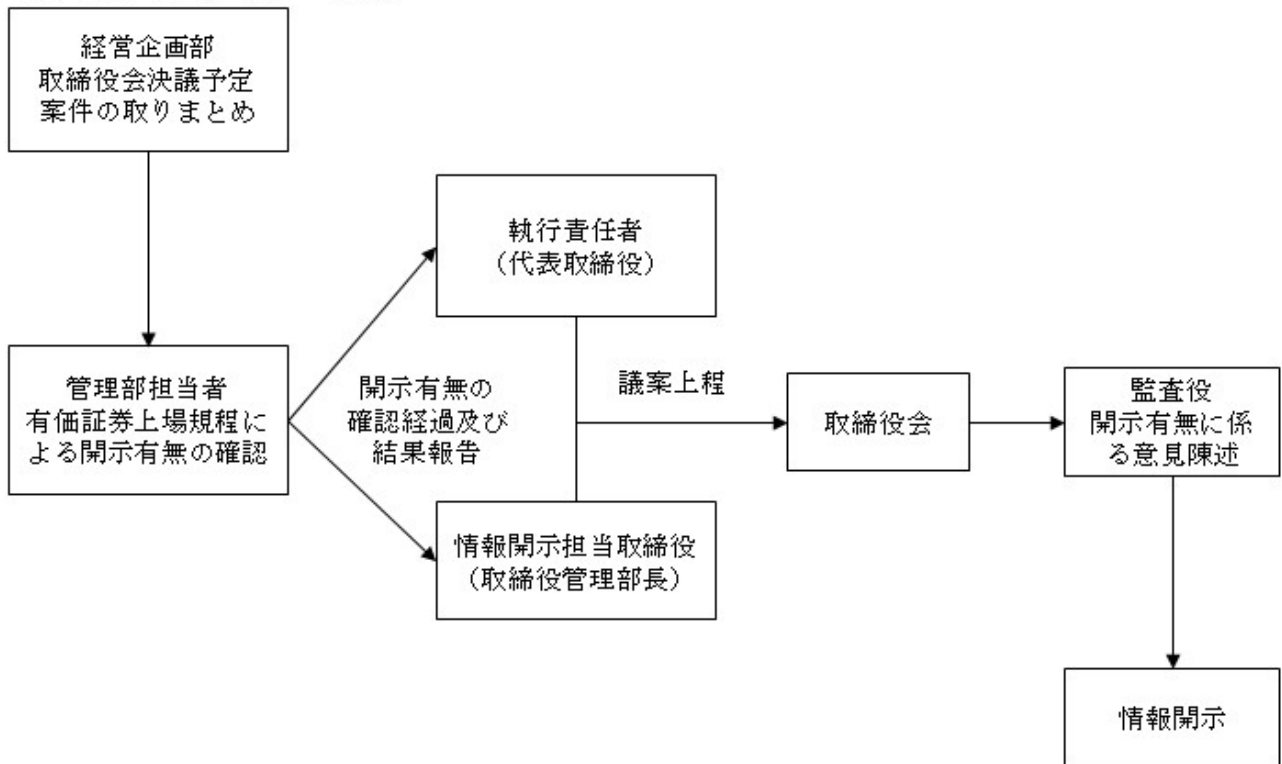 経営企画部
取締役会決議予定
案件の取りまとめ
執行責任者
（代表取締役）
管理部担当者
有価証券上場規程に
よる開示有無の確認
開示有無の
確認経過及び
結果報告
議案上程
取締役会
監査役
開示有無に係
る意見陳述
情報開示担当取締役
（取締役管理部長）
情報開示